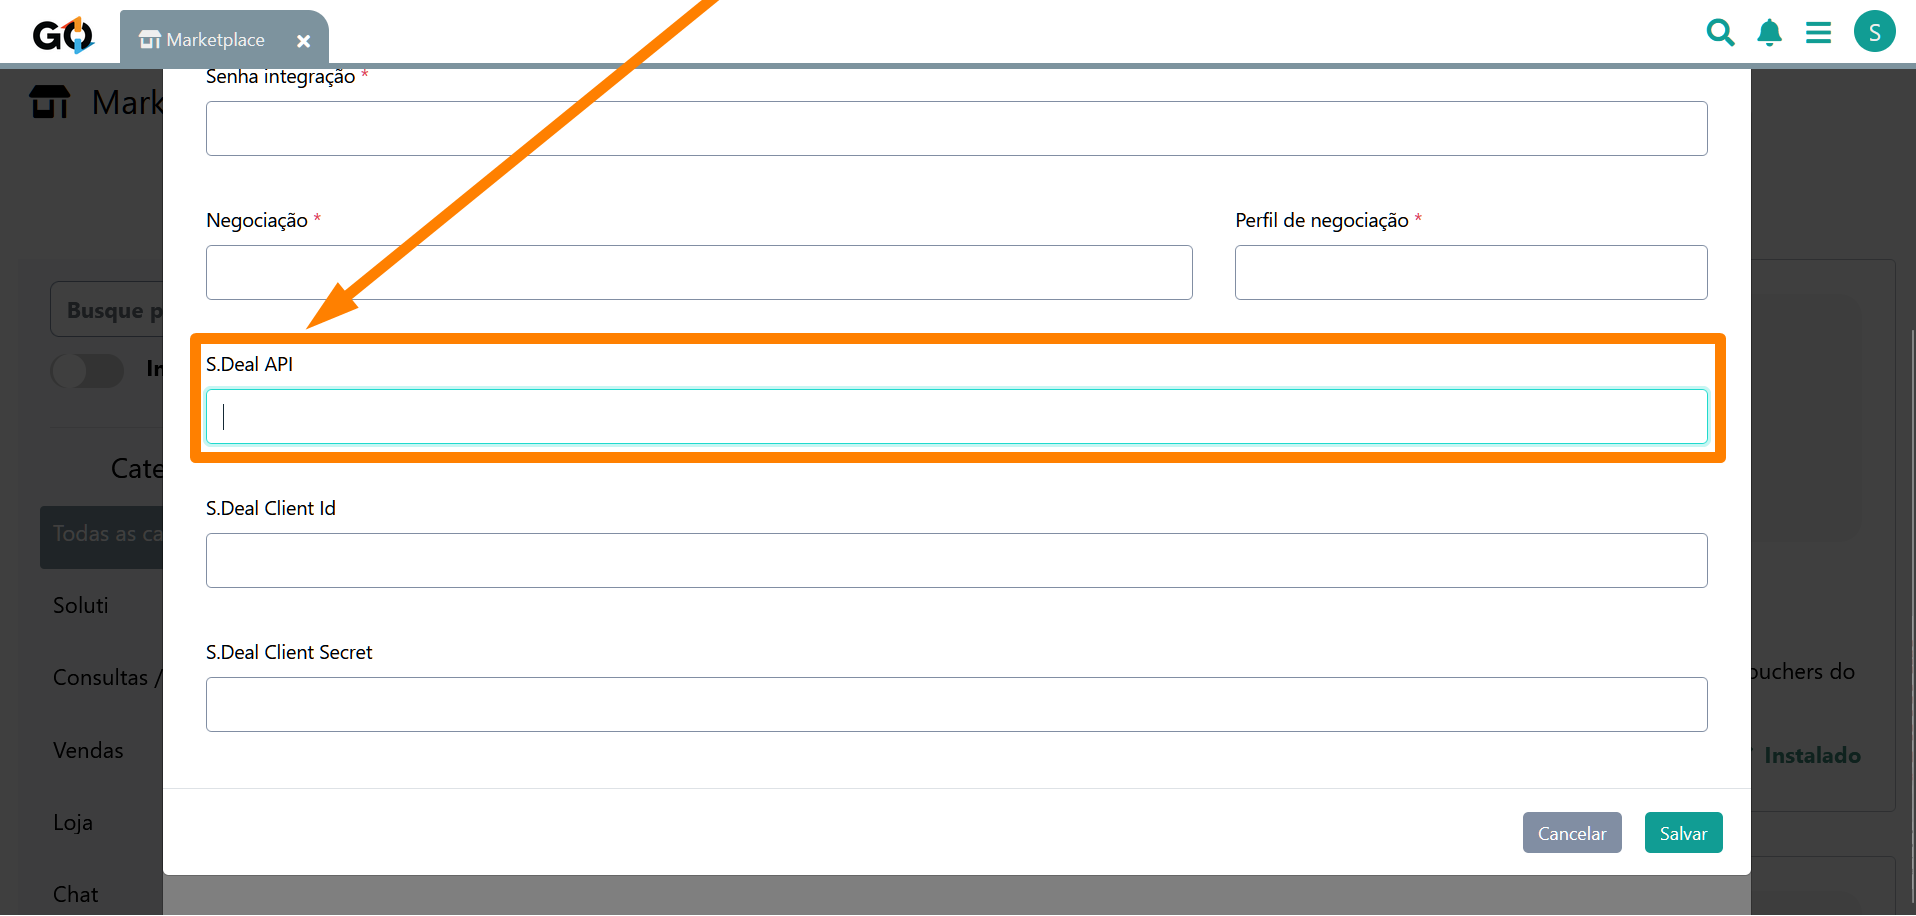 GO
Marketplace
S
Mark
Senha integração *
Negociação *
Perfil de negociação *
Busque p
In
S.Deal API
Cate
S.Deal Client Id
Todas as ca
Soluti
S.Deal Client Secret
Consultas /
ouchers do
Vendas
Instalado
Loja
Cancelar
Salvar
Chat